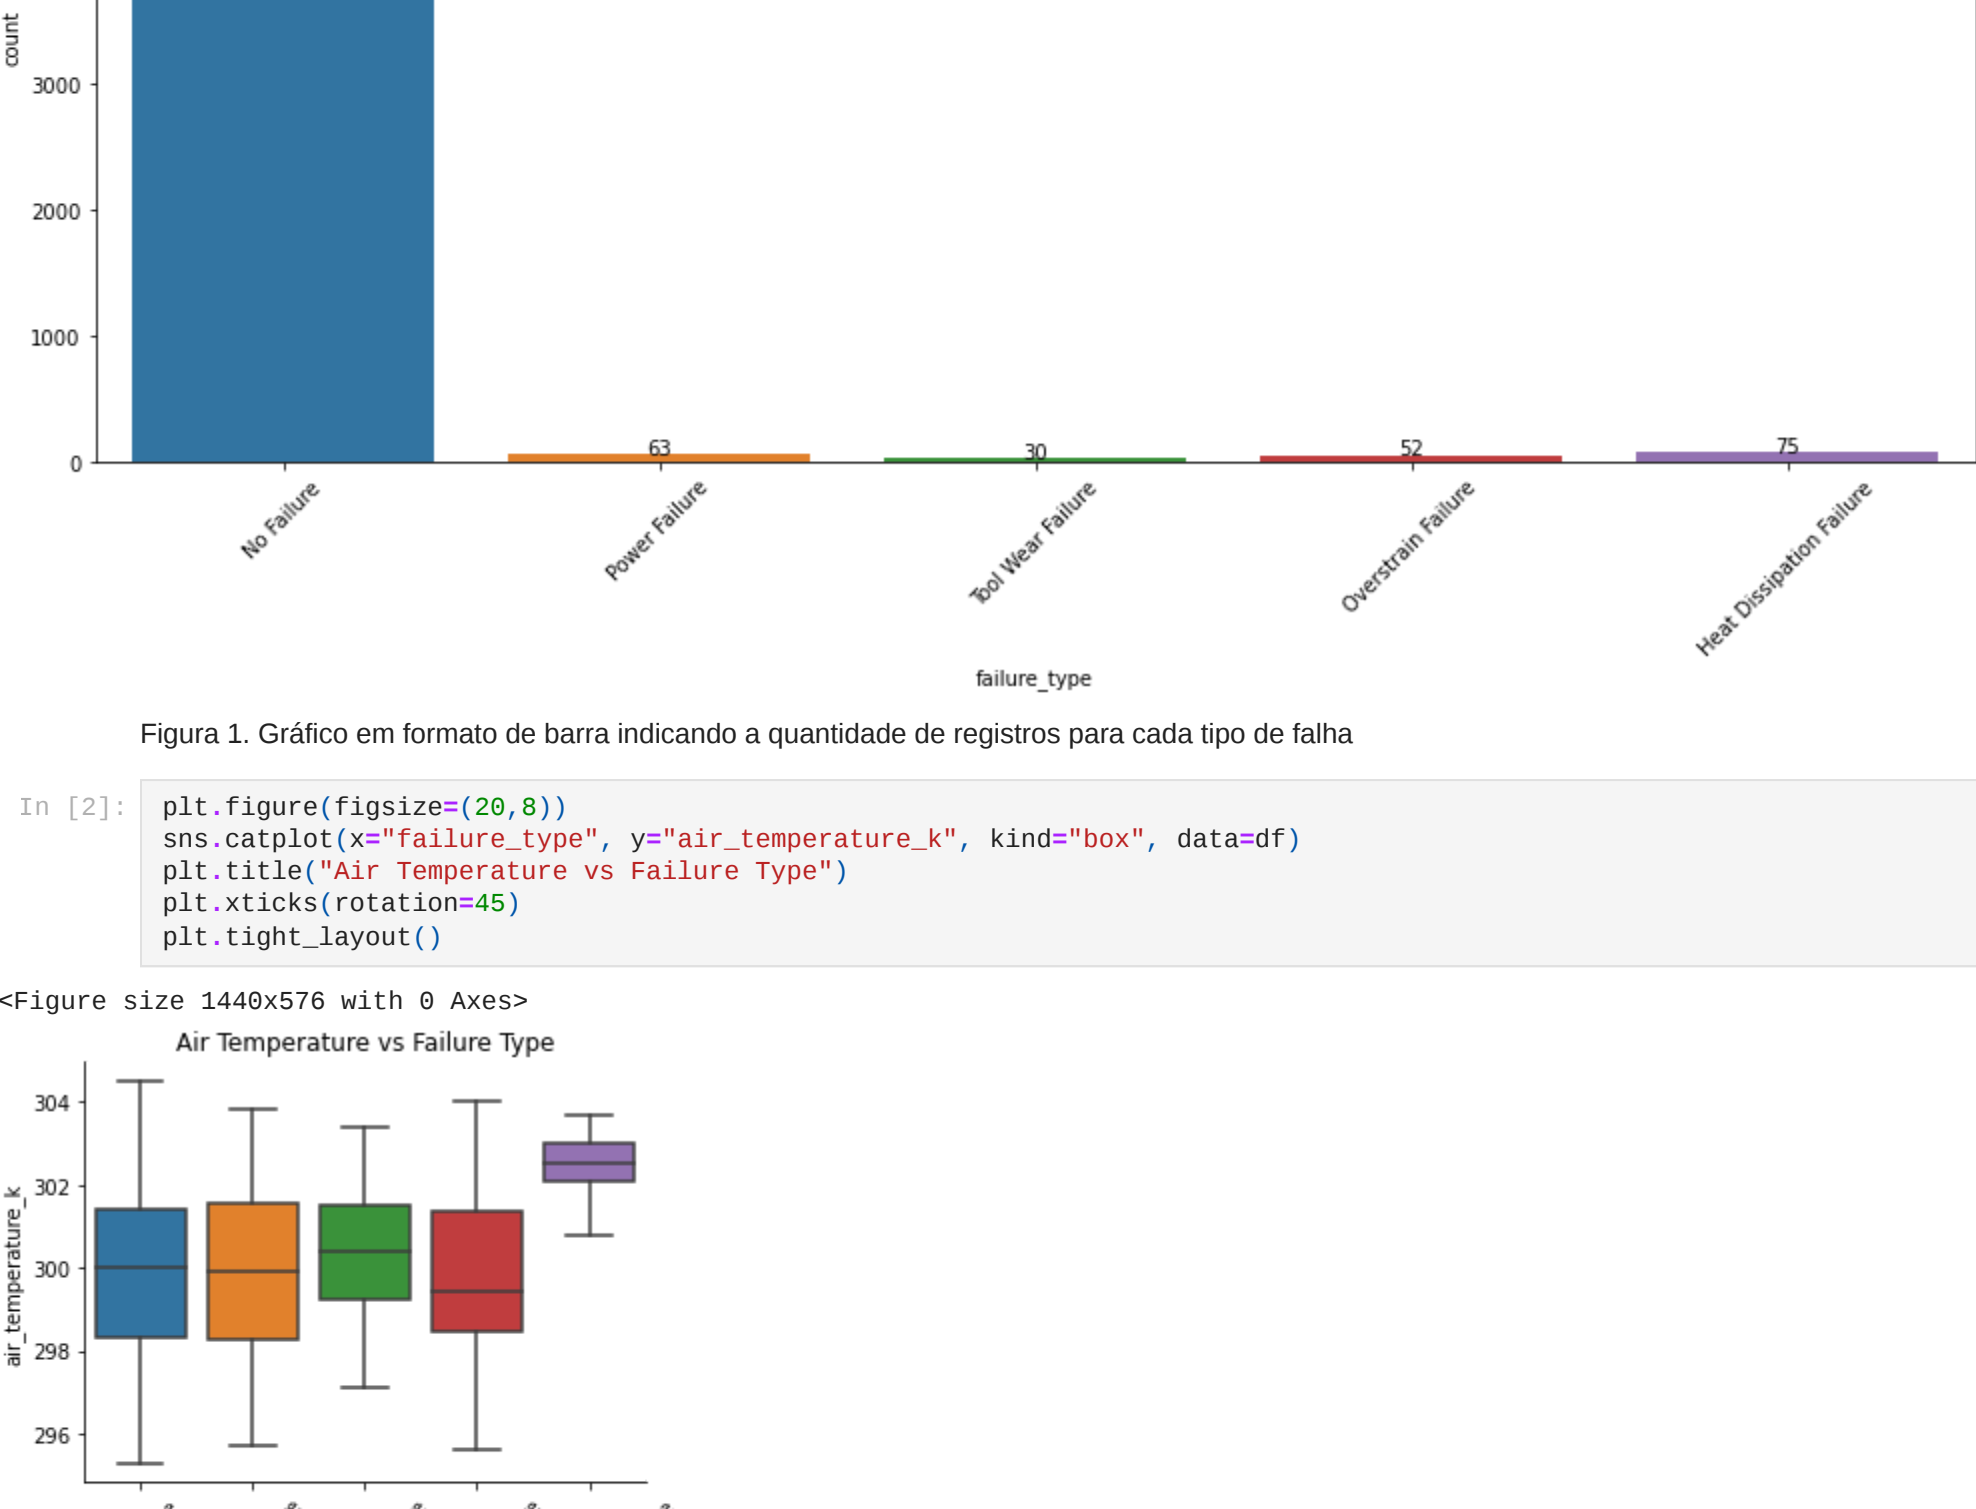 count
3000
2000
1000
0
63
30
52
75
No Failure
Power Failure
Tool Wear Failure
Overstrain Failure
Heat Dissipation Failure
failure_type
Figura 1. Gráfico em formato de barra indicando a quantidade de registros para cada tipo de falha
In [2]:
plt.figure(figsize=(20,8))
sns.catplot(x="failure_type", y="air_temperature_k", kind="box", data=df)
plt.title("Air Temperature vs Failure Type")
plt.xticks(rotation=45)
plt.tight_layout()
<Figure size 1440x576 with 0 Axes>
Air Temperature vs Failure Type
air_temperature_k
304
302
300
298
296